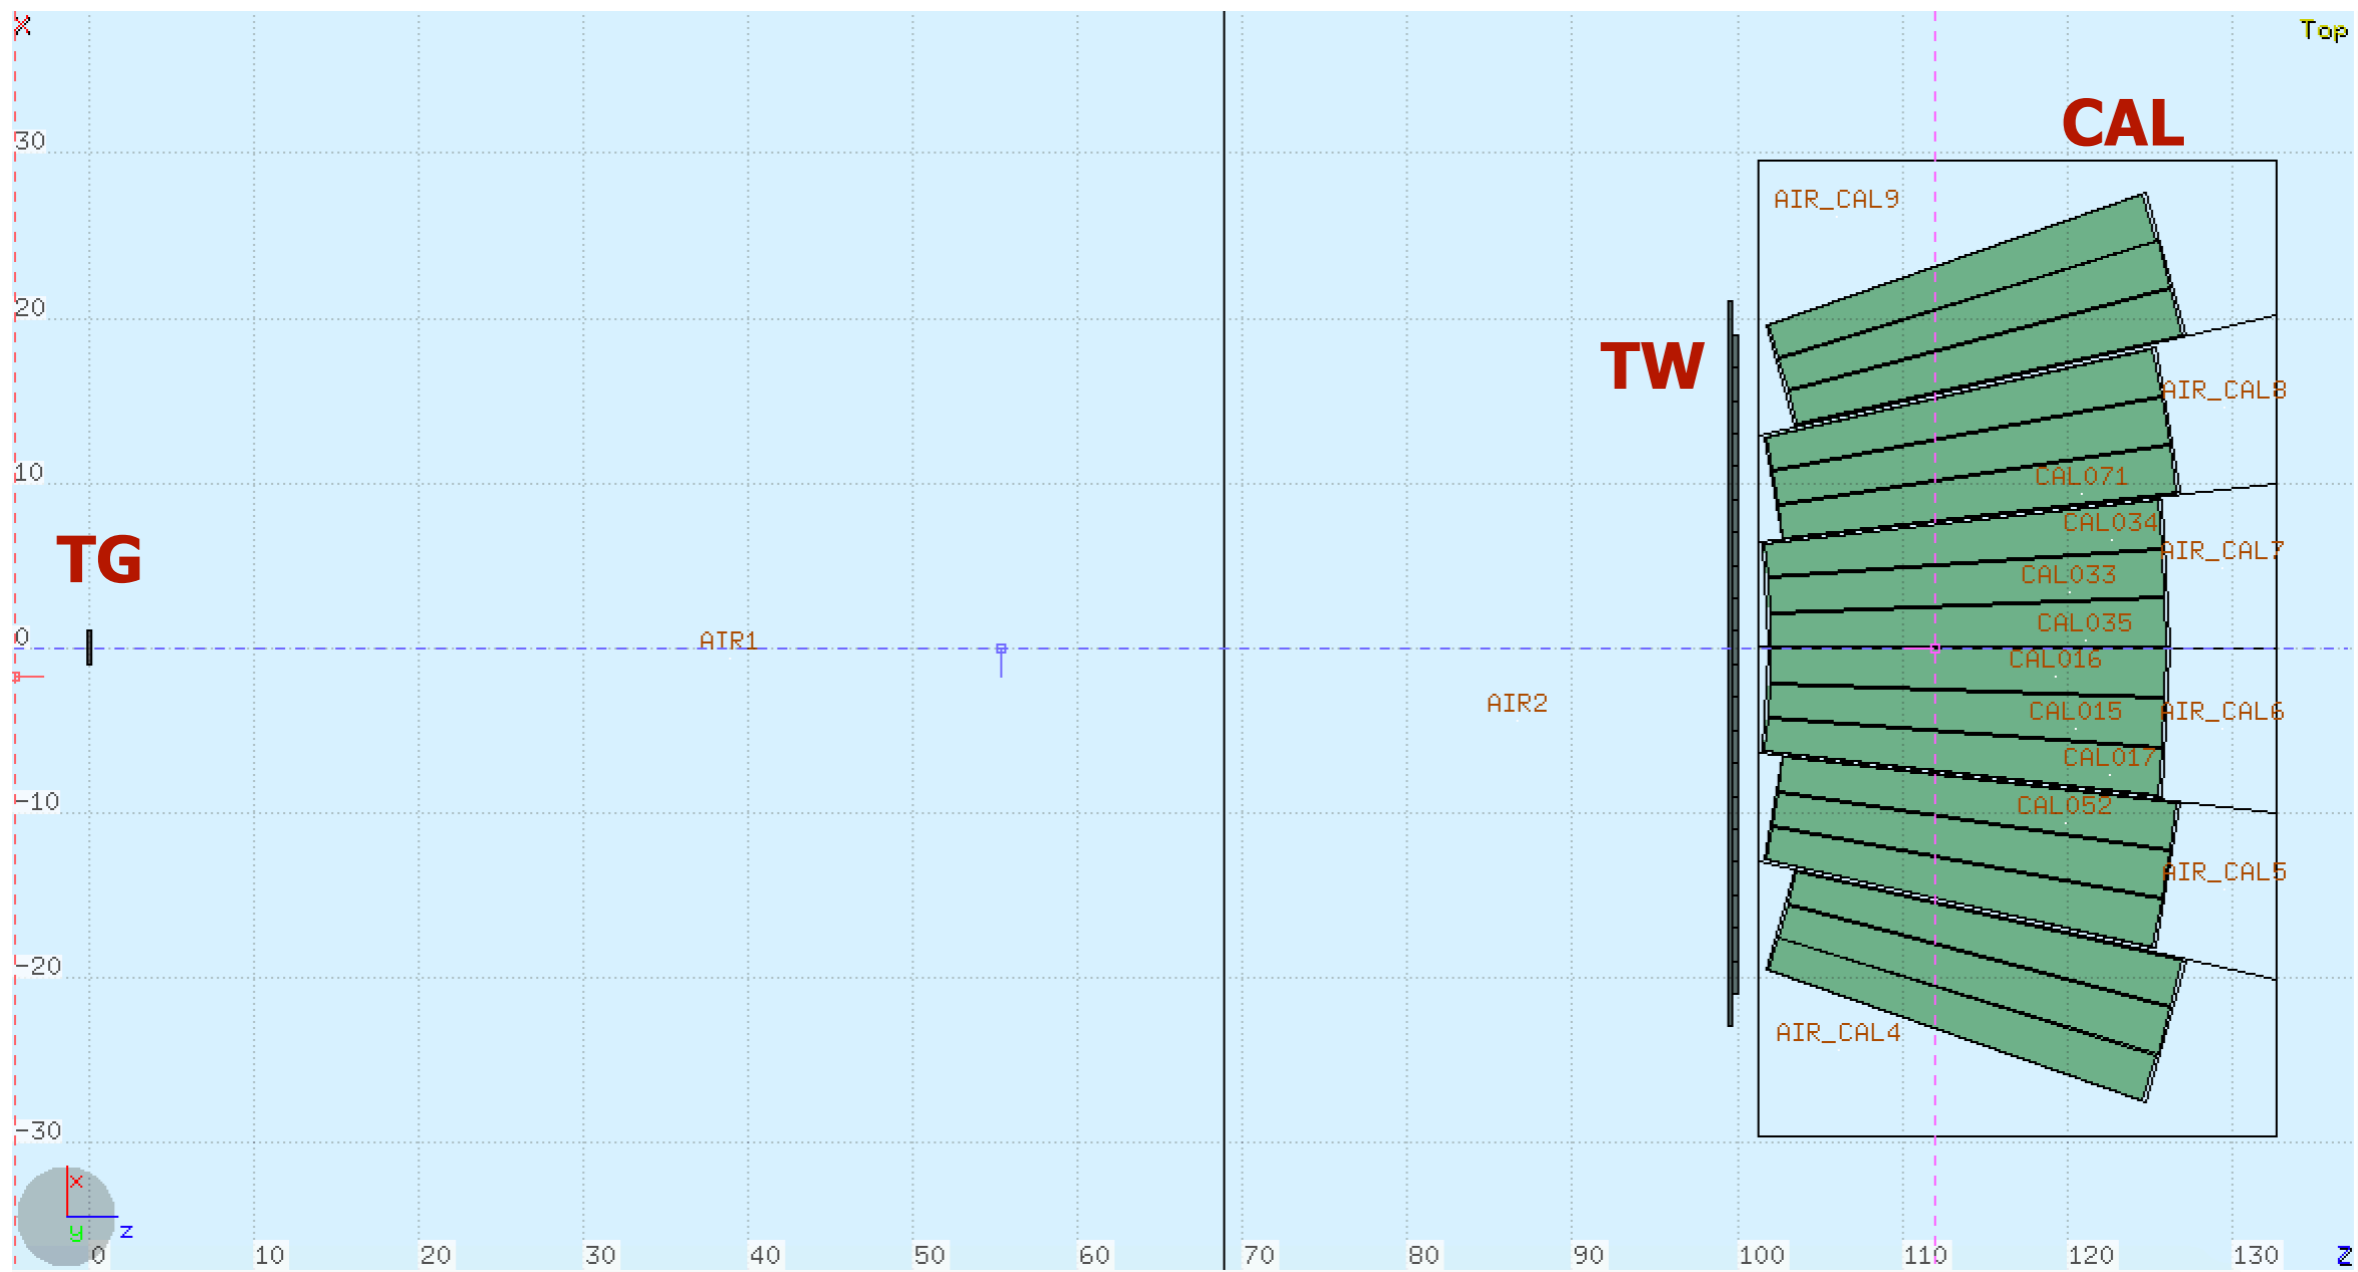 X
Top
CAL
30
AIR_CAL9
20
TW
AIR_CAL8
10
CAL071
CAL034
TG
AIR_CAL7
CAL033
0
AIR1
CAL035
CAL016
AIR2
CAL015
AIR_CAL6
CAL017
-10
CAL052
AIR_CAL5
-20
AIR_CAL4
-30
x
y
z
0 10 20 30 40 50 60 70 80 90 100 110 120 130
Z